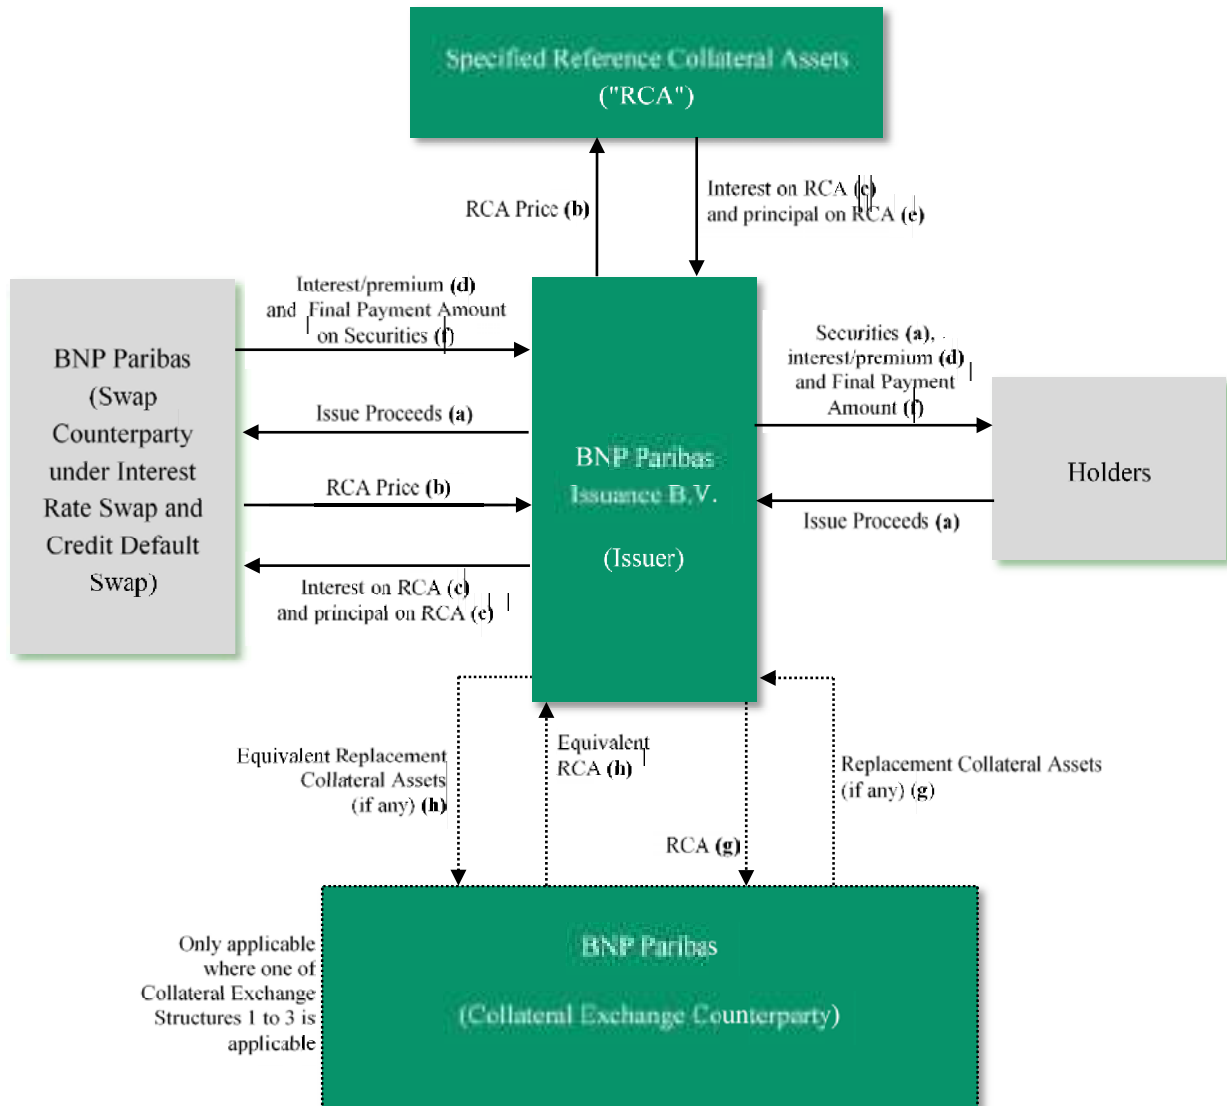 Specified Reference Collateral Assets
("RCA")
RCA Price (b)
Interest on RCA (c)
and principal on RCA (e)
Interest/premium (d)
and Final Payment Amount
on Securities (f)
Issue Proceeds (a)
RCA Price (b)
Interest on RCA (c)
and principal on RCA (e)
BNP Paribas
(Swap
Counterparty
under Interest
Rate Swap and
Credit Default
Swap)
BNP Paribas
Issuance B.V.
(Issuer)
Securities (a),
interest/premium (d)
and Final Payment
Amount (f)
Issue Proceeds (a)
Holders
Equivalent Replacement
Collateral Assets
(if any) (h)
Equivalent
RCA (h)
RCA (g)
Replacement Collateral Assets
(if any) (g)
Only applicable
where one of
Collateral Exchange
Structures 1 to 3 is
applicable
BNP Paribas
(Collateral Exchange Counterparty)